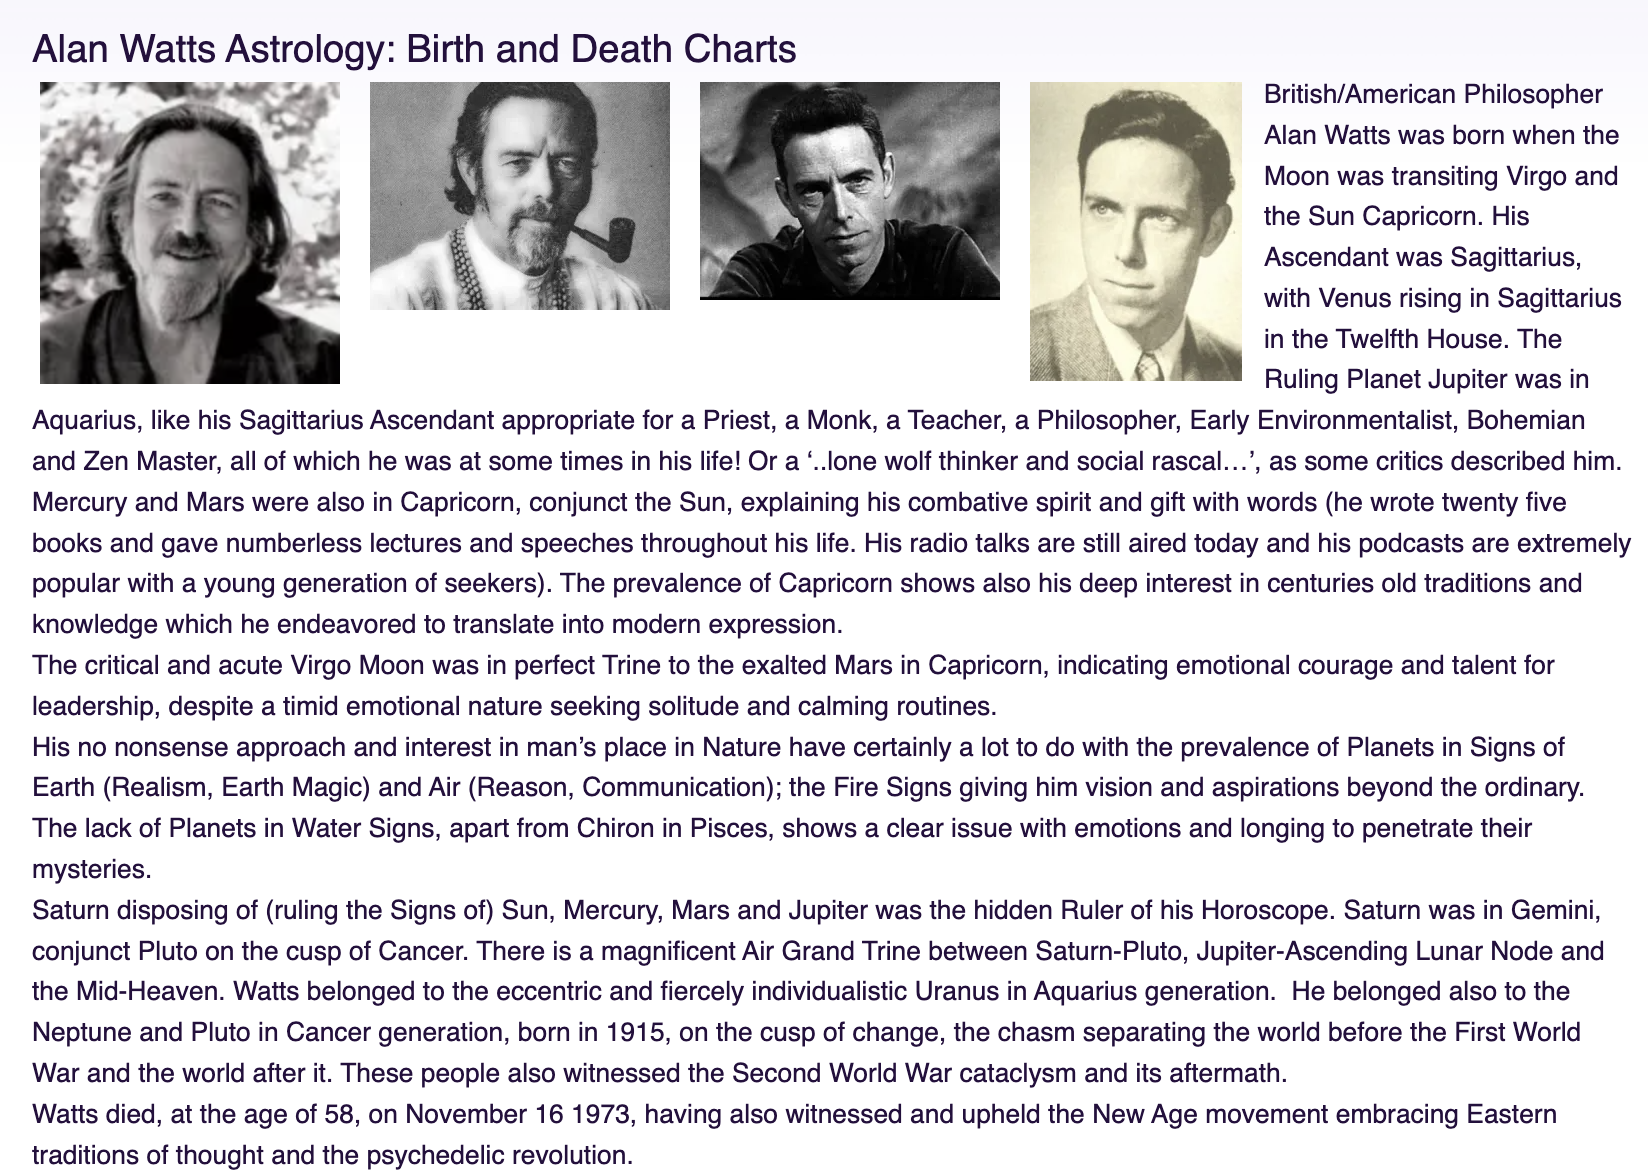 Alan Watts Astrology: Birth and Death Charts
British/American Philosopher
Alan Watts was born when the
Moon was transiting Virgo and
the Sun Capricorn. His
Ascendant was Sagittarius,
with Venus rising in Sagittarius
in the Twelfth House. The
Ruling Planet Jupiter was in
Aquarius, like his Sagittarius Ascendant appropriate for a Priest, a Monk, a Teacher, a Philosopher, Early Environmentalist, Bohemian
and Zen Master, all of which he was at some times in his life! Or a ‘..lone wolf thinker and social rascal…’, as some critics described him.
Mercury and Mars were also in Capricorn, conjunct the Sun, explaining his combative spirit and gift with words (he wrote twenty five
books and gave numberless lectures and speeches throughout his life. His radio talks are still aired today and his podcasts are extremely
popular with a young generation of seekers). The prevalence of Capricorn shows also his deep interest in centuries old traditions and
knowledge which he endeavored to translate into modern expression.
The critical and acute Virgo Moon was in perfect Trine to the exalted Mars in Capricorn, indicating emotional courage and talent for
leadership, despite a timid emotional nature seeking solitude and calming routines.
His no nonsense approach and interest in man’s place in Nature have certainly a lot to do with the prevalence of Planets in Signs of
Earth (Realism, Earth Magic) and Air (Reason, Communication); the Fire Signs giving him vision and aspirations beyond the ordinary.
The lack of Planets in Water Signs, apart from Chiron in Pisces, shows a clear issue with emotions and longing to penetrate their
mysteries.
Saturn disposing of (ruling the Signs of) Sun, Mercury, Mars and Jupiter was the hidden Ruler of his Horoscope. Saturn was in Gemini,
conjunct Pluto on the cusp of Cancer. There is a magnificent Air Grand Trine between Saturn-Pluto, Jupiter-Ascending Lunar Node and
the Mid-Heaven. Watts belonged to the eccentric and fiercely individualistic Uranus in Aquarius generation.  He belonged also to the
Neptune and Pluto in Cancer generation, born in 1915, on the cusp of change, the chasm separating the world before the First World
War and the world after it. These people also witnessed the Second World War cataclysm and its aftermath.
Watts died, at the age of 58, on November 16 1973, having also witnessed and upheld the New Age movement embracing Eastern
traditions of thought and the psychedelic revolution.